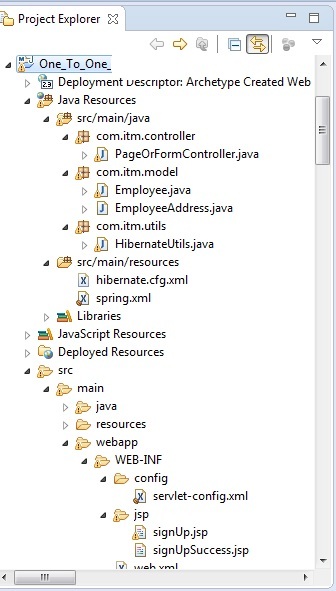 Project Explorer
One_To_One_
Deployment Descriptor: Archetype Created Web
Java Resources
src/main/java
com.itm.controller
PageOrFormController.java
com.itm.model
Employee.java
EmployeeAddress.java
com.itm.utils
HibernateUtils.java
src/main/resources
hibernate.cfg.xml
spring.xml
Libraries
JavaScript Resources
Deployed Resources
src
main
java
resources
webapp
WEB-INF
config
servlet-config.xml
jsp
signUp.jsp
signUpSuccess.jsp
web.xml